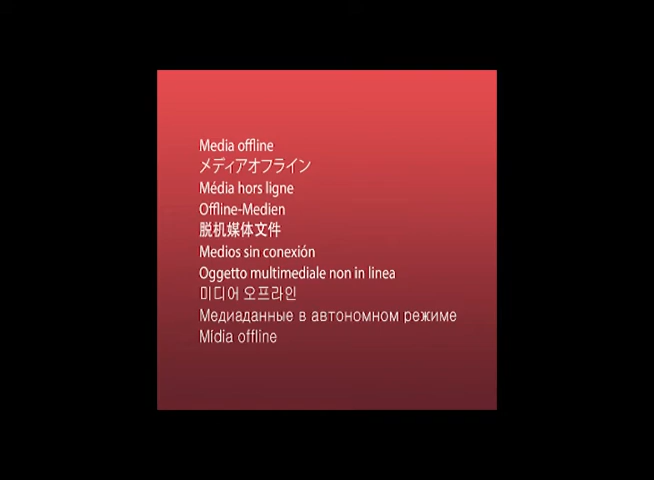 Media offline
メディアオフライン
Média hors ligne
Offline-Medien
脱机媒体文件
Medios sin conexión
Oggetto multimediale non in linea
미디어 오프라인
Медиаданные в автономном режиме
Mídia offline